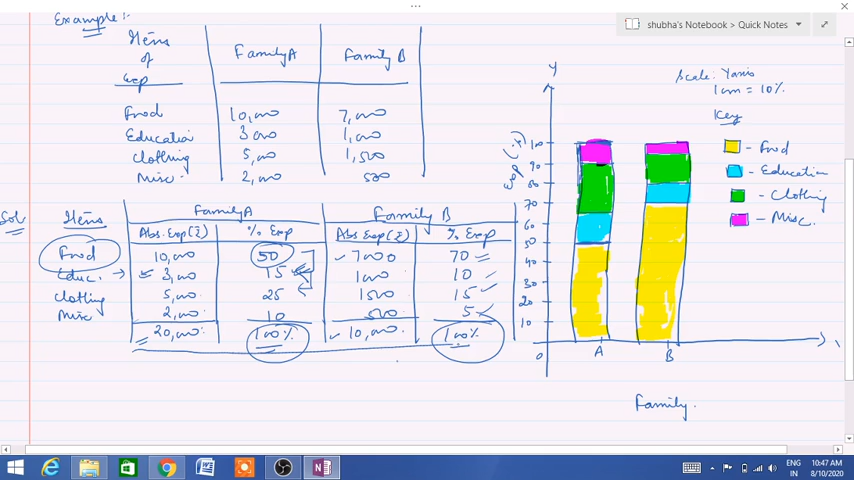 shubha's Notebook > Quick Notes
Example:
Items of Exp
Family A
Family B
Food 10,000 7,000
Education 3,000 1,000
Clothing 5,000 1,500
Misc. 2,000 500
Sol: Items
Family A
Family B
Abs. Exp (₹) % Exp Abs Exp (₹) % Exp
Food 10,000 50 7000 70
Educ. 3,000 15 1000 10
Clothing 5,000 25 1500 15
Misc 2,000 10 500 5
20,000 100% 10,000 100%
Y
Scale: Y axis
1 cm = 10%
Key
- Food
- Education
- Clothing
- Misc.
Exp (%)
100
90
80
70
60
50
40
30
20
10
0
A
B
Family
ENG
IN
10:47 AM
8/10/2020